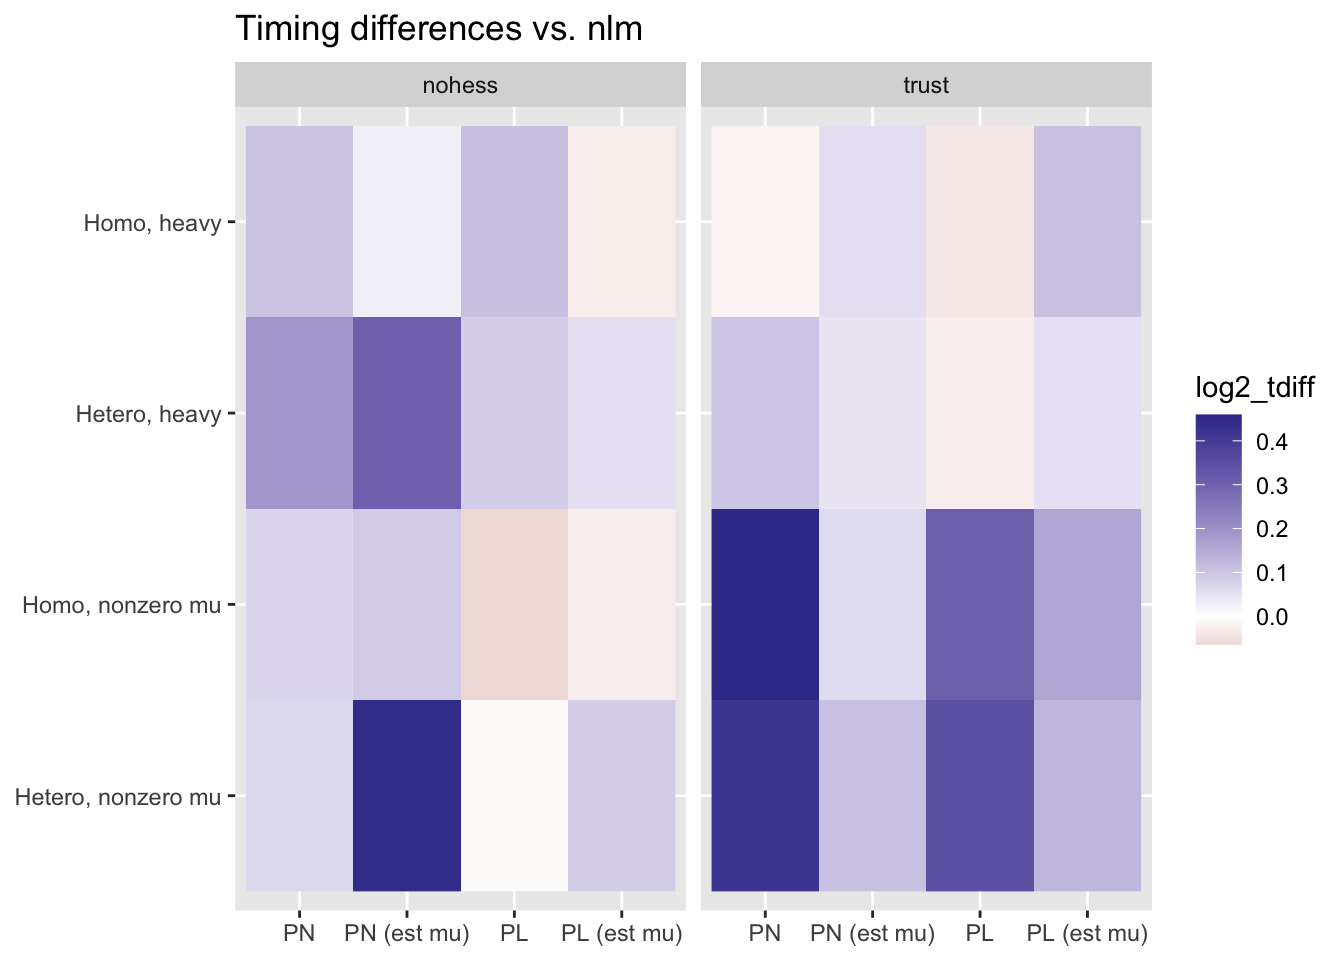 Timing differences vs. nlm
nohess
trust
Homo, heavy
Hetero, heavy
Homo, nonzero mu
Hetero, nonzero mu
PN PN (est mu) PL PL (est mu)
PN PN (est mu) PL PL (est mu)
log2_tdiff
0.4
0.3
0.2
0.1
0.0